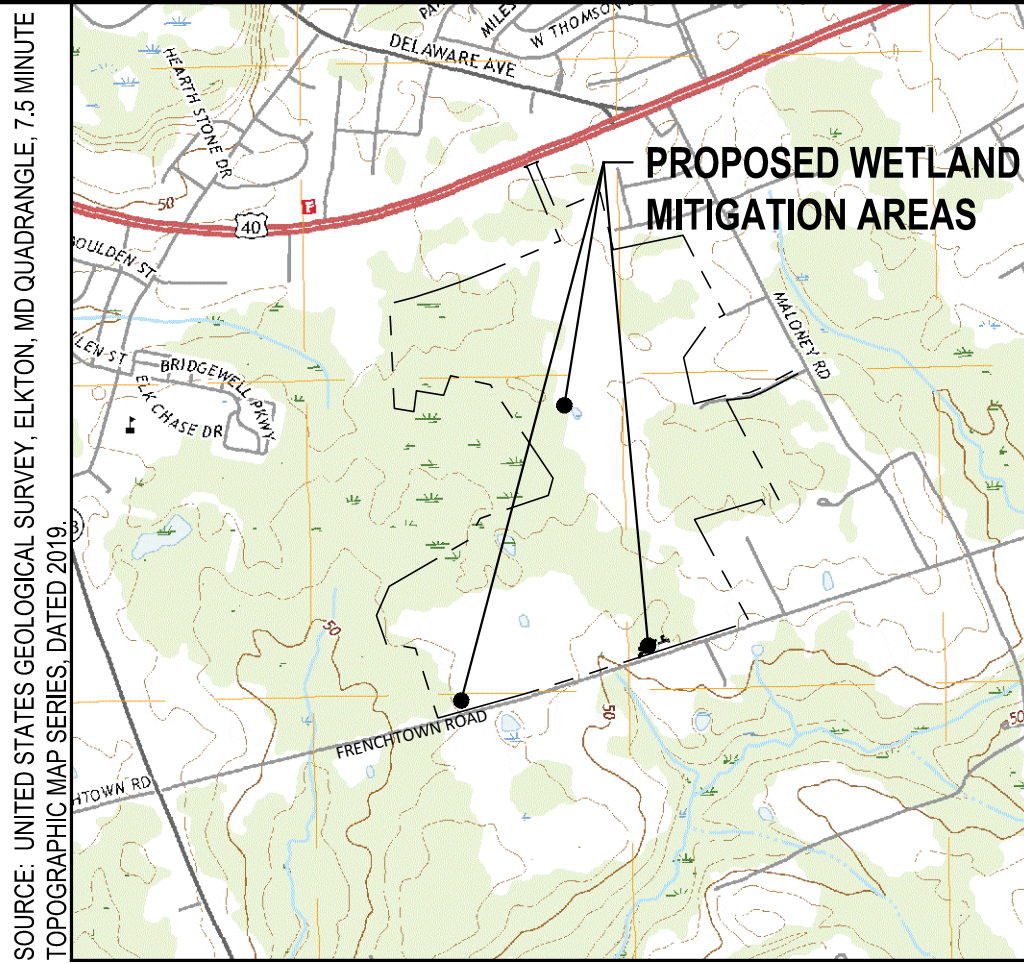 SOURCE: UNITED STATES GEOLOGICAL SURVEY, ELKTON, MD QUADRANGLE, 7.5 MINUTE
TOPOGRAPHIC MAP SERIES, DATED 2019.
MILES
W THOMSON
DELAWARE AVE
HEARTH STONE DR
PROPOSED WETLAND
MITIGATION AREAS
50
40
F
BOULDEN ST
MALONEY RD
BRIDGEWELL PKWY
ELK CHASE DR
50
50
50
FRENCHTOWN ROAD
HTOWN RD